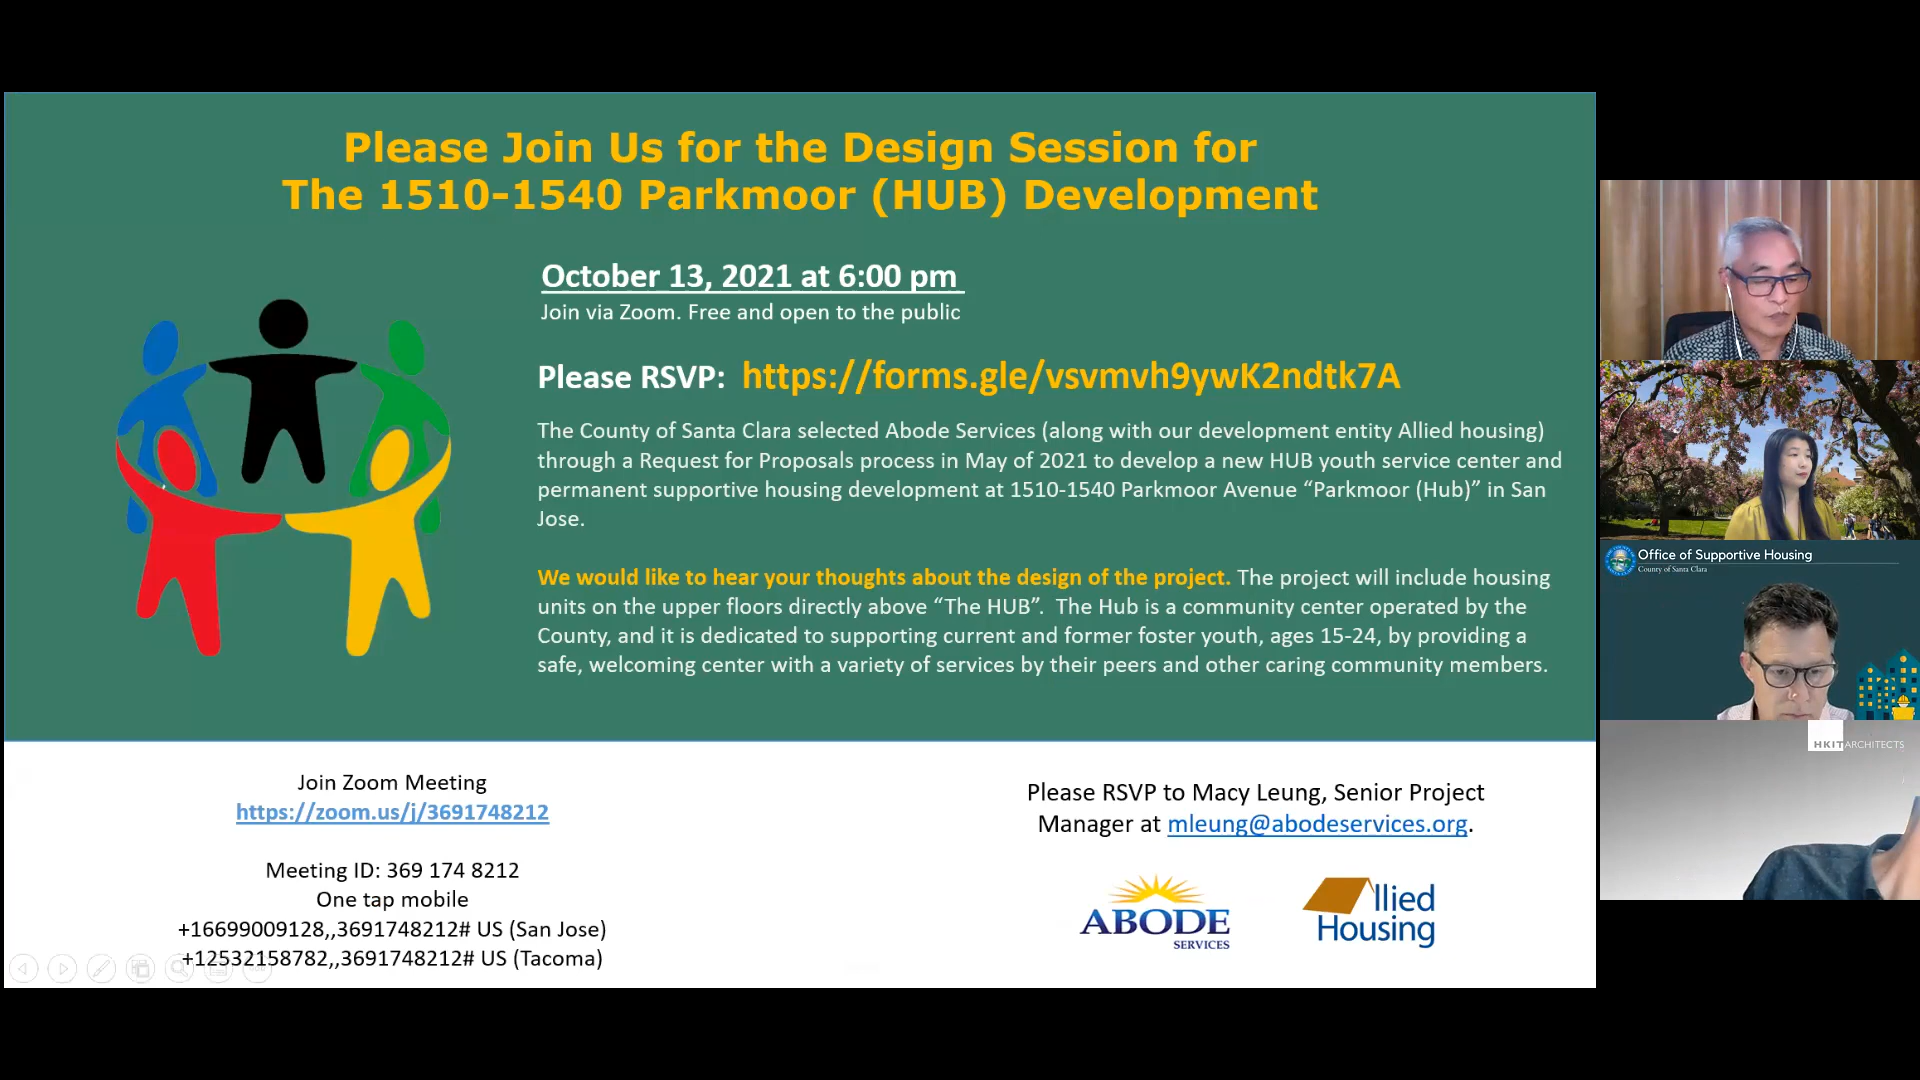 Please Join Us for the Design Session for
The 1510-1540 Parkmoor (HUB) Development
October 13, 2021 at 6:00 pm
Join via Zoom. Free and open to the public
Please RSVP: https://forms.gle/vsvmvh9ywK2ndtk7A
The County of Santa Clara selected Abode Services (along with our development entity Allied housing)
through a Request for Proposals process in May of 2021 to develop a new HUB youth service center and
permanent supportive housing development at 1510-1540 Parkmoor Avenue “Parkmoor (Hub)” in San
Jose.
We would like to hear your thoughts about the design of the project. The project will include housing
units on the upper floors directly above “The HUB”. The Hub is a community center operated by the
County, and it is dedicated to supporting current and former foster youth, ages 15-24, by providing a
safe, welcoming center with a variety of services by their peers and other caring community members.
Join Zoom Meeting
https://zoom.us/j/3691748212
Meeting ID: 369 174 8212
One tap mobile
+16699009128,,3691748212# US (San Jose)
+12532158782,,3691748212# US (Tacoma)
Please RSVP to Macy Leung, Senior Project
Manager at mleung@abodeservices.org.
ABODE
SERVICES
Allied
Housing
Office of Supportive Housing
County of Santa Clara
HKIT ARCHITECTS